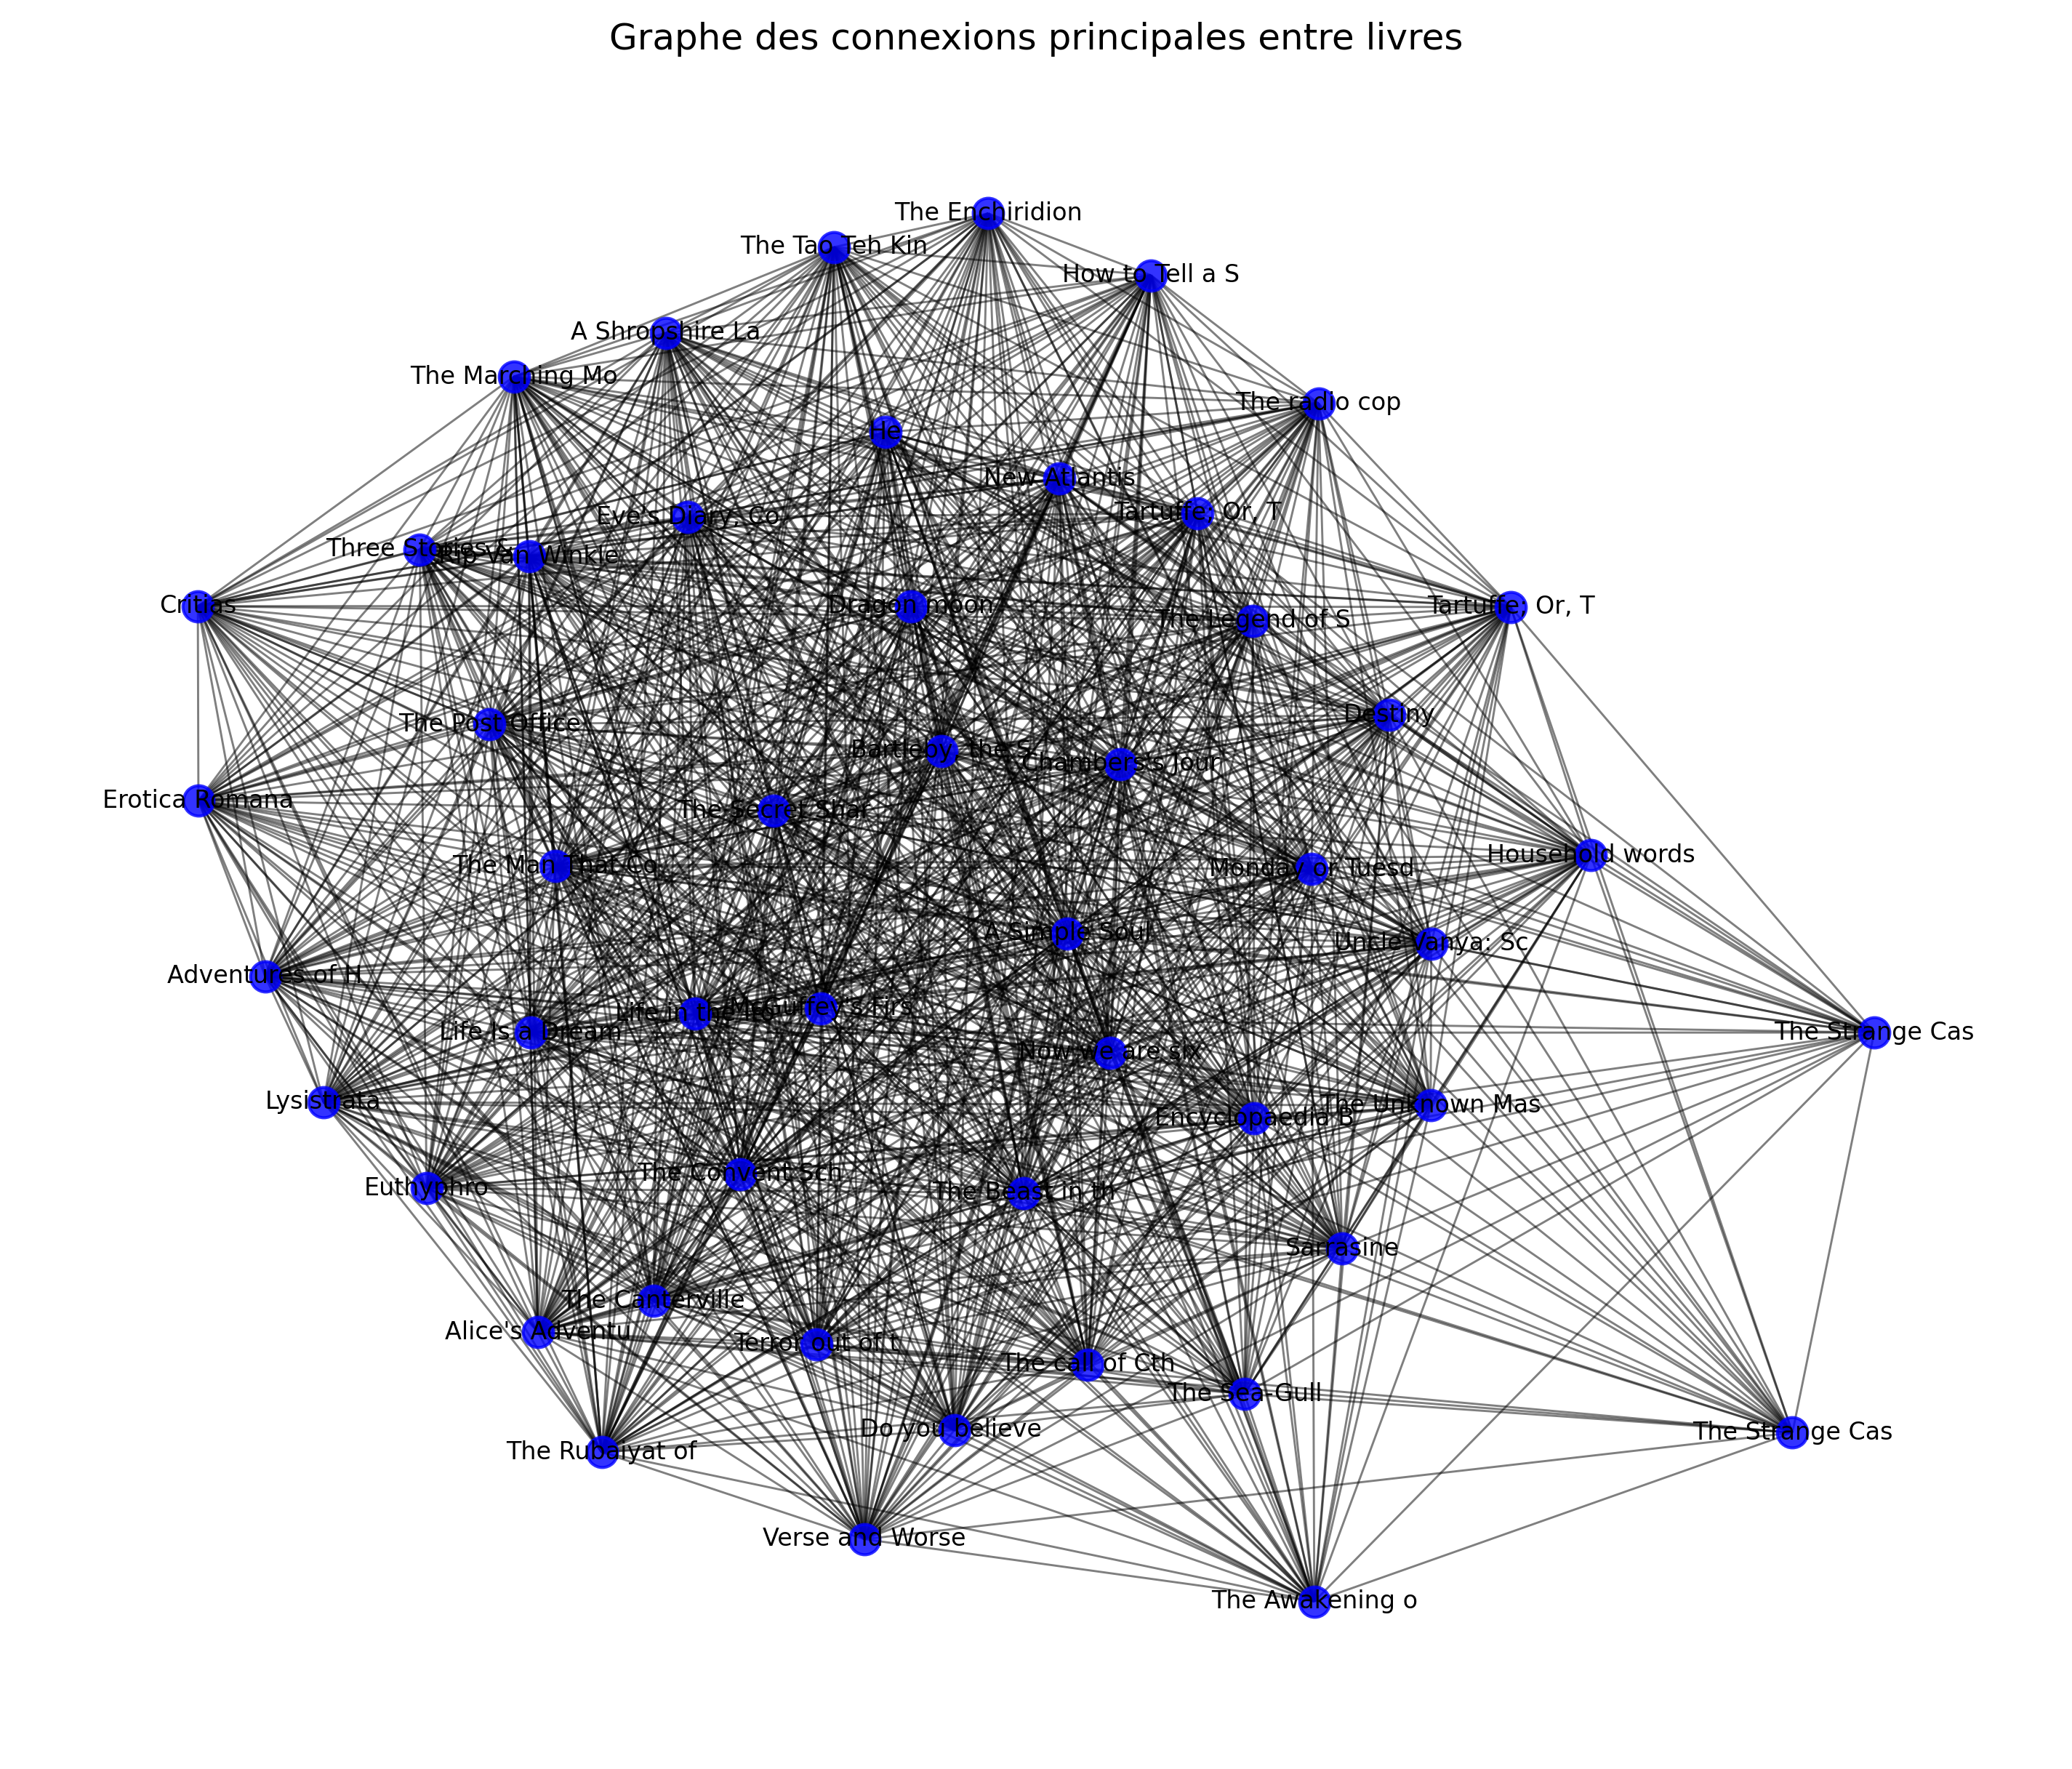 Graphe des connexions principales entre livres
The Enchiridion
The Tao Teh Kin
How to Tell a S
A Shropshire La
The Marching Mo
The radio cop
He
New Atlantis
Tartuffe; Or, T
Eve's Diary, Co
Three Stories &
Rip Van Winkle
Critias
Dragon moon
The Legend of S
Tartuffe; Or, T
The Post Office
Destiny
Bartleby, the S
Chambers's Jour
Erotica Romana
The Secret Shar
The Man That Co
Monday or Tuesd
Household words
A Simple Soul
Uncle Vanya: Sc
Adventures of H
Life Is a Dream
Life in the Iro
McGuffey's Firs
The Strange Cas
Now we are six
Lysistrata
Encyclopaedia B
The Unknown Mas
Euthyphro
The Convent Sch
The Beast in th
Sarrasine
The Canterville
Alice's Adventu
Terror out of t
The call of Cth
The Sea-Gull
Do you believe
The Strange Cas
The Rubaiyat of
Verse and Worse
The Awakening o